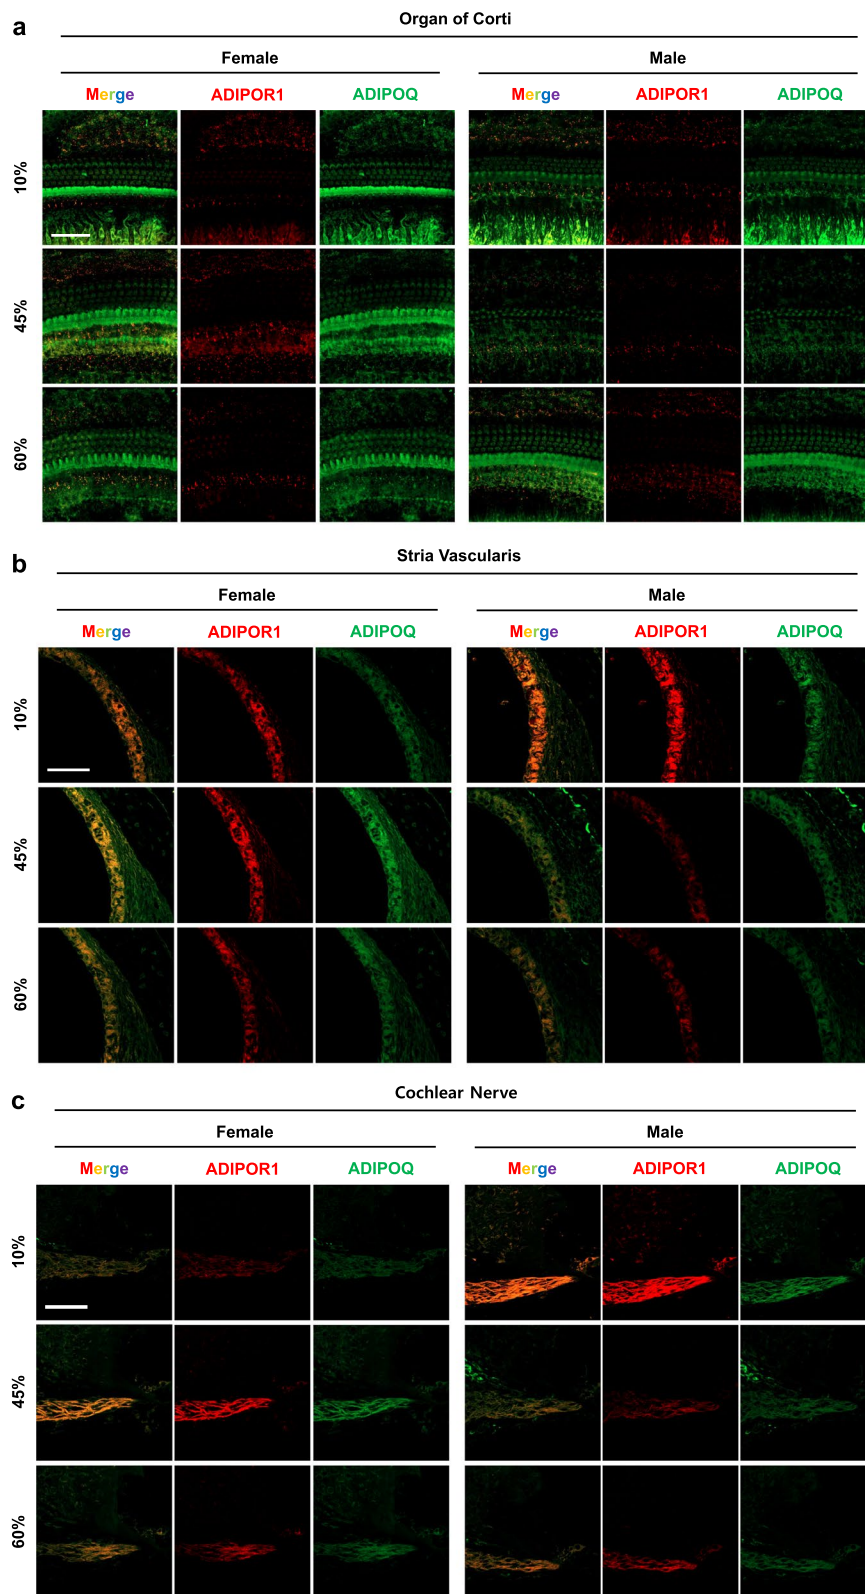 a
Organ of Corti
Female Male
Merge ADIPOR1 ADIPOQ Merge ADIPOR1 ADIPOQ
10%
45%
60%
b
Stria Vascularis
Female Male
Merge ADIPOR1 ADIPOQ Merge ADIPOR1 ADIPOQ
10%
45%
60%
c
Cochlear Nerve
Female Male
Merge ADIPOR1 ADIPOQ Merge ADIPOR1 ADIPOQ
10%
45%
60%